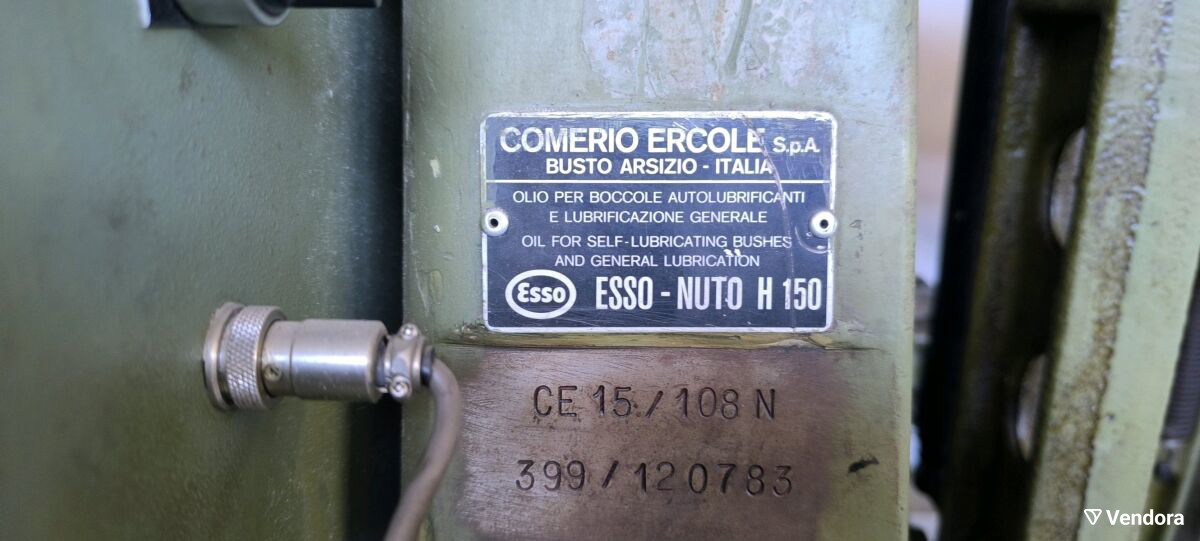 COMERIO ERCOLE S.p.A.
BUSTO ARSIZIO - ITALIA
OLIO PER BOCCOLE AUTOLUBRIFICANTI
E LUBRIFICAZIONE GENERALE
OIL FOR SELF-LUBRICATING BUSHES
AND GENERAL LUBRICATION
Esso ESSO - NUTO H 150
CE 15 / 108 N
399 / 120783
Vendora